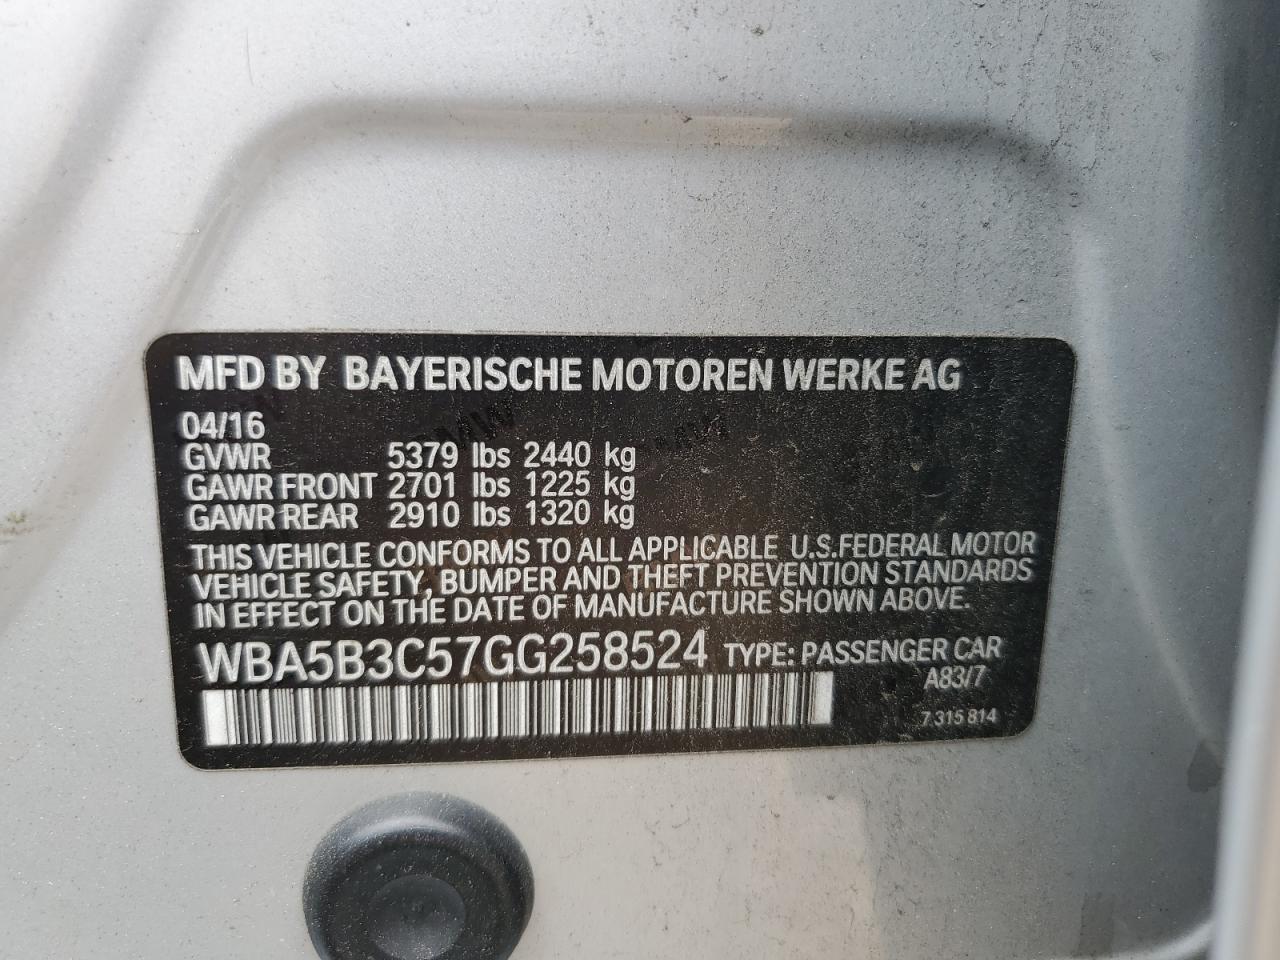 MFD BY BAYERISCHE MOTOREN WERKE AG
04/16
GVWR 5379 lbs 2440 kg
GAWR FRONT 2701 lbs 1225 kg
GAWR REAR 2910 lbs 1320 kg
THIS VEHICLE CONFORMS TO ALL APPLICABLE U.S.FEDERAL MOTOR
VEHICLE SAFETY, BUMPER AND THEFT PREVENTION STANDARDS
IN EFFECT ON THE DATE OF MANUFACTURE SHOWN ABOVE.
WBA5B3C57GG258524 TYPE: PASSENGER CAR
A83/7
7 315 814